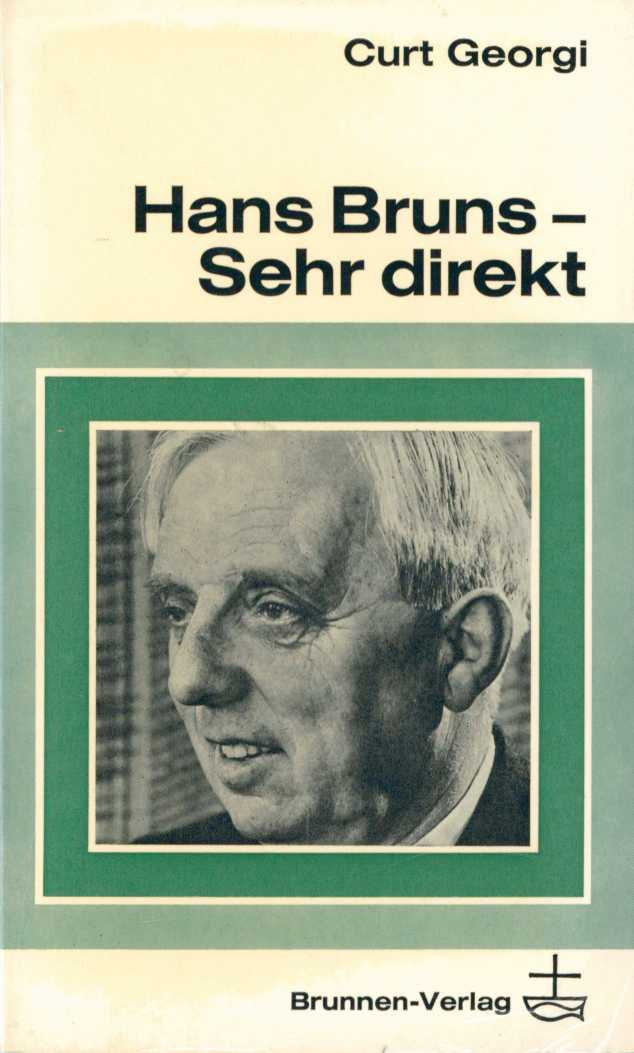 Curt Georgi
Hans Bruns –
Sehr direkt
Brunnen-Verlag